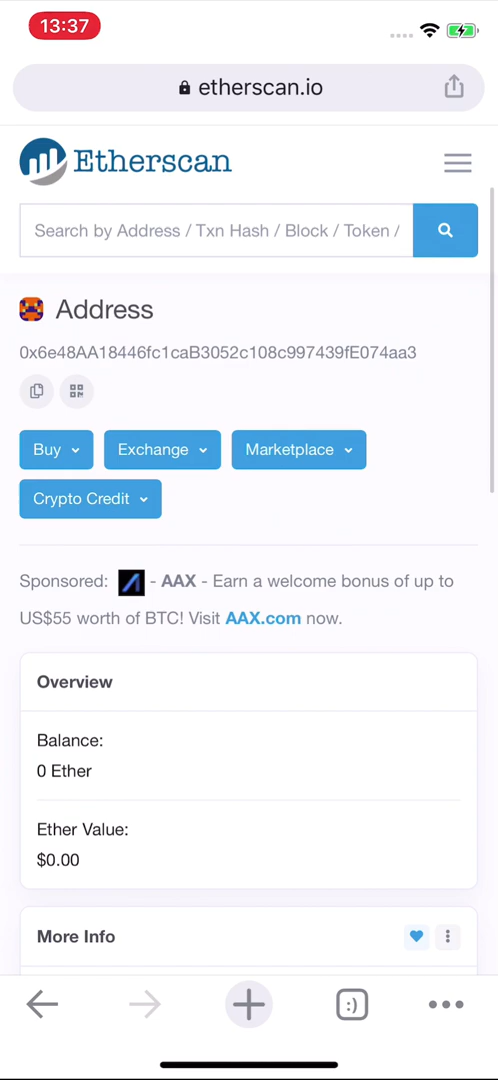 13:37
etherscan.io
Etherscan
Search by Address / Txn Hash / Block / Token /
Address
0x6e48AA18446fc1caB3052c108c997439fE074aa3
Buy
Exchange
Marketplace
Crypto Credit
Sponsored: - AAX - Earn a welcome bonus of up to
US$55 worth of BTC! Visit AAX.com now.
Overview
Balance:
0 Ether
Ether Value:
$0.00
More Info
:)